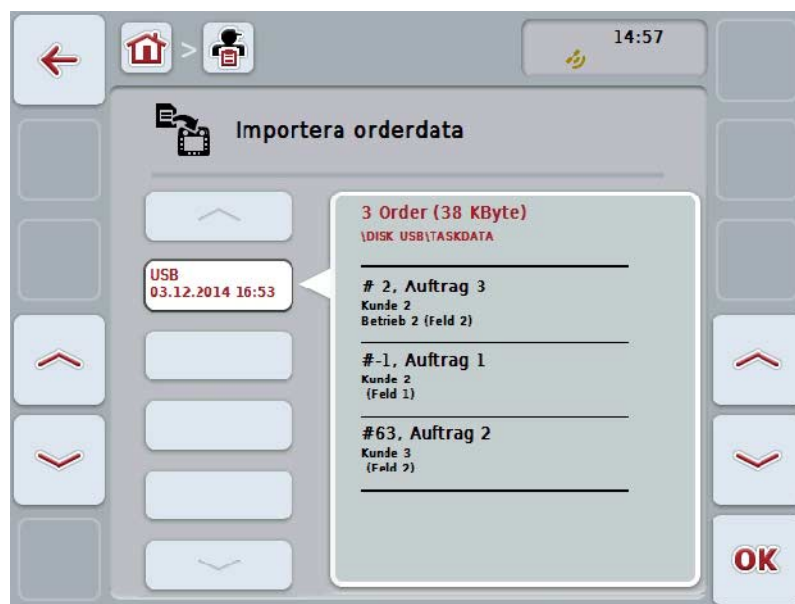 14:57
>
Importera orderdata
USB
03.12.2014 16:53
3 Order (38 KByte)
\DISK USB\TASKDATA
# 2, Auftrag 3
Kunde 2
Betrieb 2 (Feld 2)
#-1, Auftrag 1
Kunde 2
(Feld 1)
#63, Auftrag 2
Kunde 3
(Feld 2)
OK